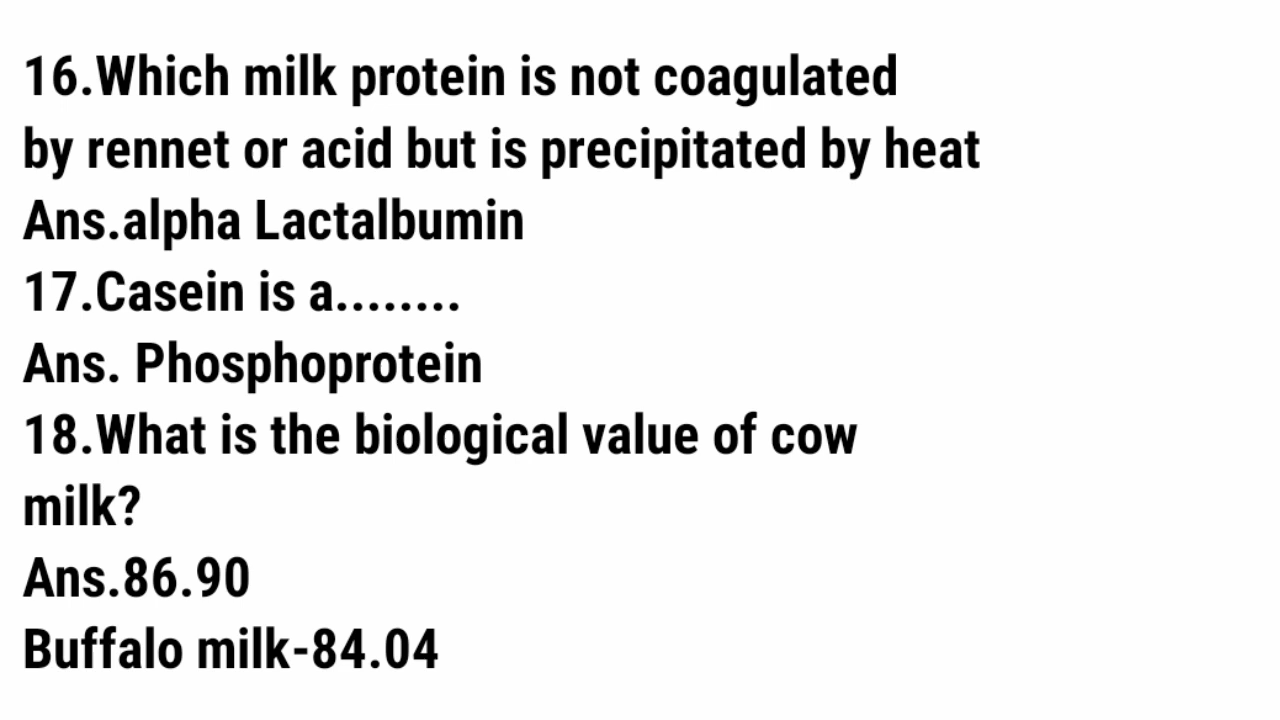 16.Which milk protein is not coagulated
by rennet or acid but is precipitated by heat
Ans.alpha Lactalbumin
17.Casein is a........
Ans. Phosphoprotein
18.What is the biological value of cow
milk?
Ans.86.90
Buffalo milk-84.04